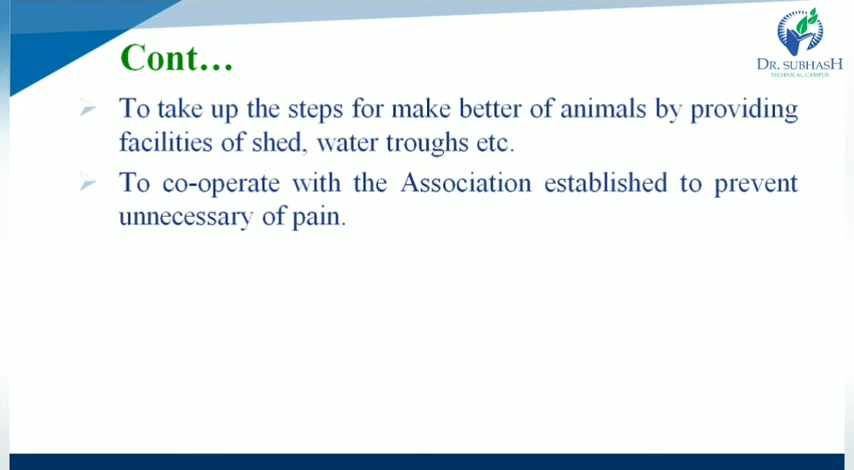 Cont...
DR. SUBHASH
TECHNICAL CAMPUS
To take up the steps for make better of animals by providing
facilities of shed, water troughs etc.
To co-operate with the Association established to prevent
unnecessary of pain.